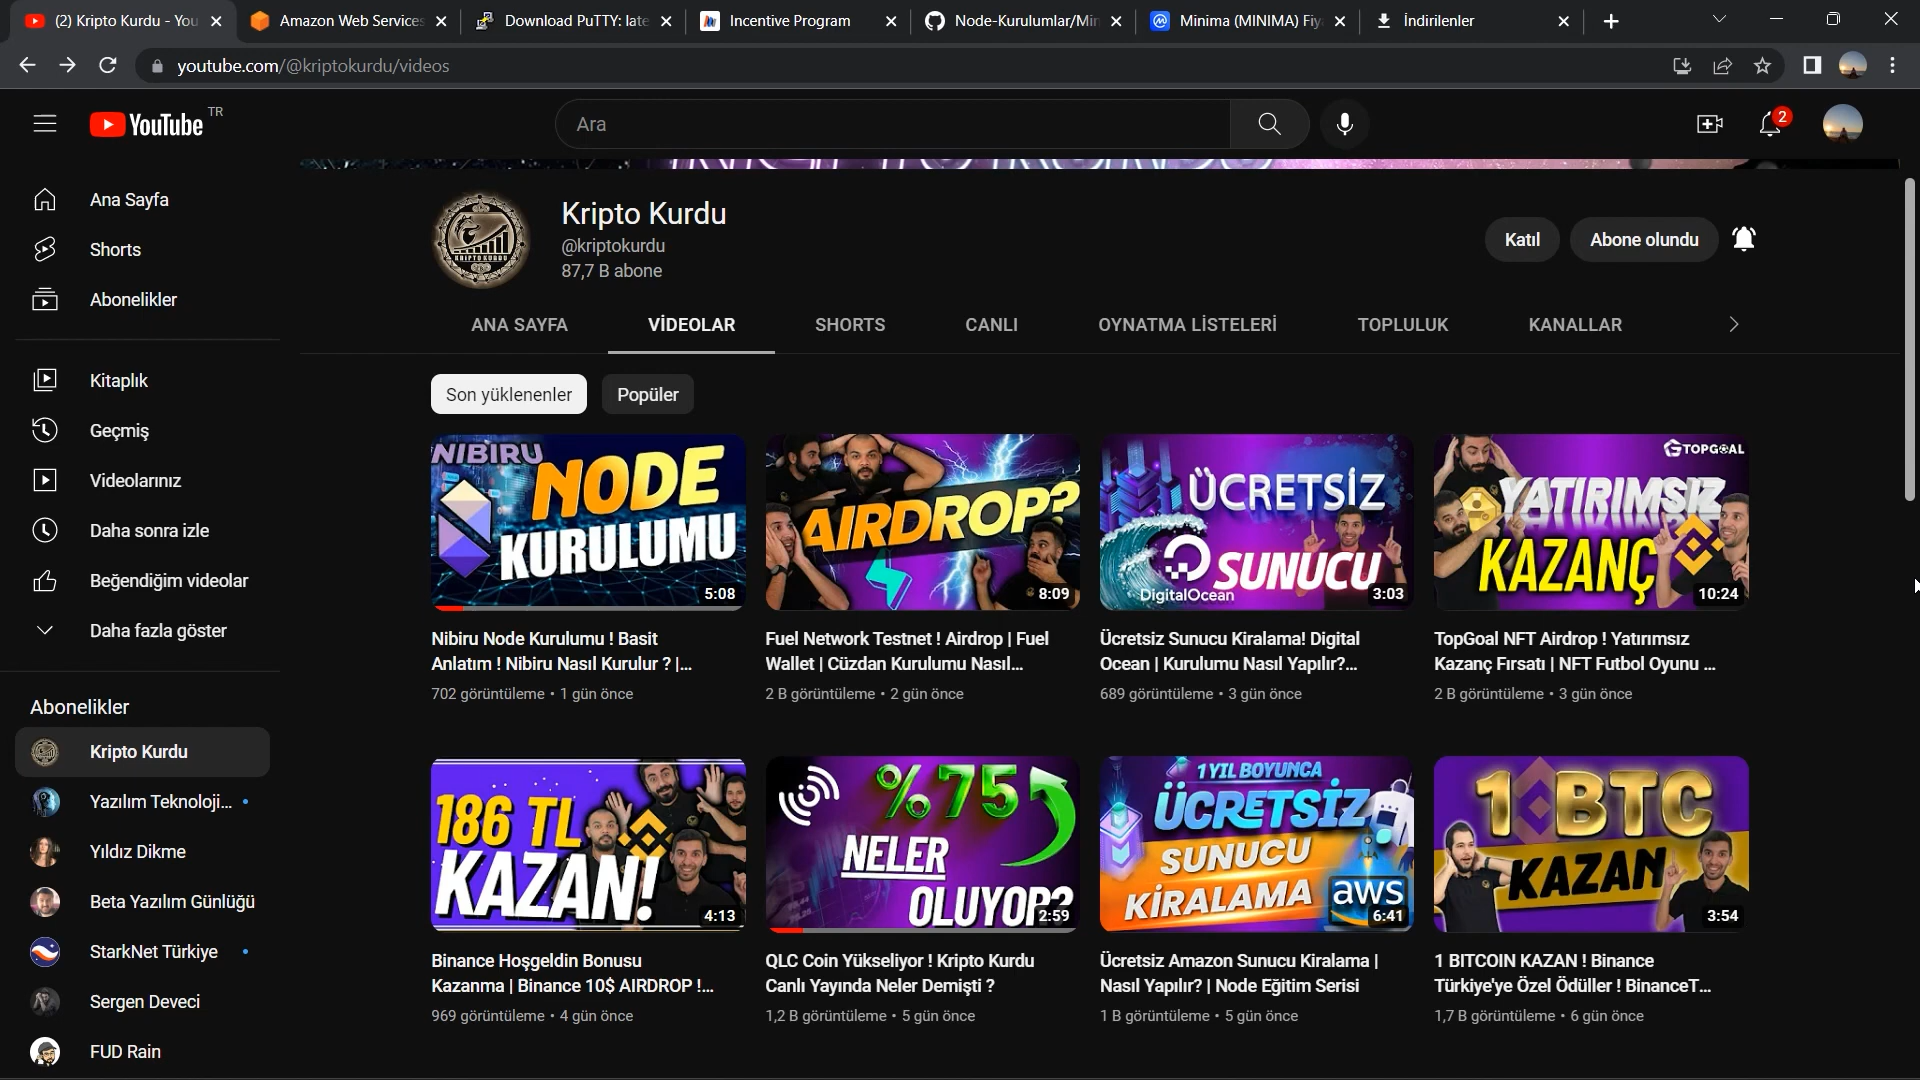 (2) Kripto Kurdu - You
Amazon Web Services
Download PuTTY: late
Incentive Program
Node-Kurulumlar/Min
Minima (MINIMA) Fiy
İndirilenler
youtube.com/@kriptokurdu/videos
YouTube TR
Ara
2
Ana Sayfa
Shorts
Abonelikler
Kitaplık
Geçmiş
Videolarınız
Daha sonra izle
Beğendiğim videolar
Daha fazla göster
Abonelikler
Kripto Kurdu
Yazılım Teknoloji...
Yıldız Dikme
Beta Yazılım Günlüğü
StarkNet Türkiye
Sergen Deveci
FUD Rain
KRIPTO KURDU
Kripto Kurdu
@kriptokurdu
87,7 B abone
Katıl
Abone olundu
ANA SAYFA
VİDEOLAR
SHORTS
CANLI
OYNATMA LİSTELERİ
TOPLULUK
KANALLAR
Son yüklenenler
Popüler
NIBIRU
NODE
KURULUMU
5:08
Nibiru Node Kurulumu ! Basit
Anlatım ! Nibiru Nasıl Kurulur ? |...
702 görüntüleme • 1 gün önce
AIRDROP?
8:09
Fuel Network Testnet ! Airdrop | Fuel
Wallet | Cüzdan Kurulumu Nasıl...
2 B görüntüleme • 2 gün önce
ÜCRETSİZ
SUNUCU
DigitalOcean
3:03
Ücretsiz Sunucu Kiralama! Digital
Ocean | Kurulumu Nasıl Yapılır?...
689 görüntüleme • 3 gün önce
TOPGOAL
YATIRIMSIZ
KAZANÇ
10:24
TopGoal NFT Airdrop ! Yatırımsız
Kazanç Fırsatı | NFT Futbol Oyunu ...
2 B görüntüleme • 3 gün önce
186 TL
KAZAN!
4:13
Binance Hoşgeldin Bonusu
Kazanma | Binance 10$ AIRDROP !...
969 görüntüleme • 4 gün önce
%75
NELER
OLUYOR?
2:59
QLC Coin Yükseliyor ! Kripto Kurdu
Canlı Yayında Neler Demişti ?
1,2 B görüntüleme • 5 gün önce
1 YIL BOYUNCA
ÜCRETSİZ
SUNUCU
KİRALAMA
aws
6:41
Ücretsiz Amazon Sunucu Kiralama |
Nasıl Yapılır? | Node Eğitim Serisi
1 B görüntüleme • 5 gün önce
1 BTC
KAZAN
3:54
1 BITCOIN KAZAN ! Binance
Türkiye'ye Özel Ödüller ! BinanceT...
1,7 B görüntüleme • 6 gün önce